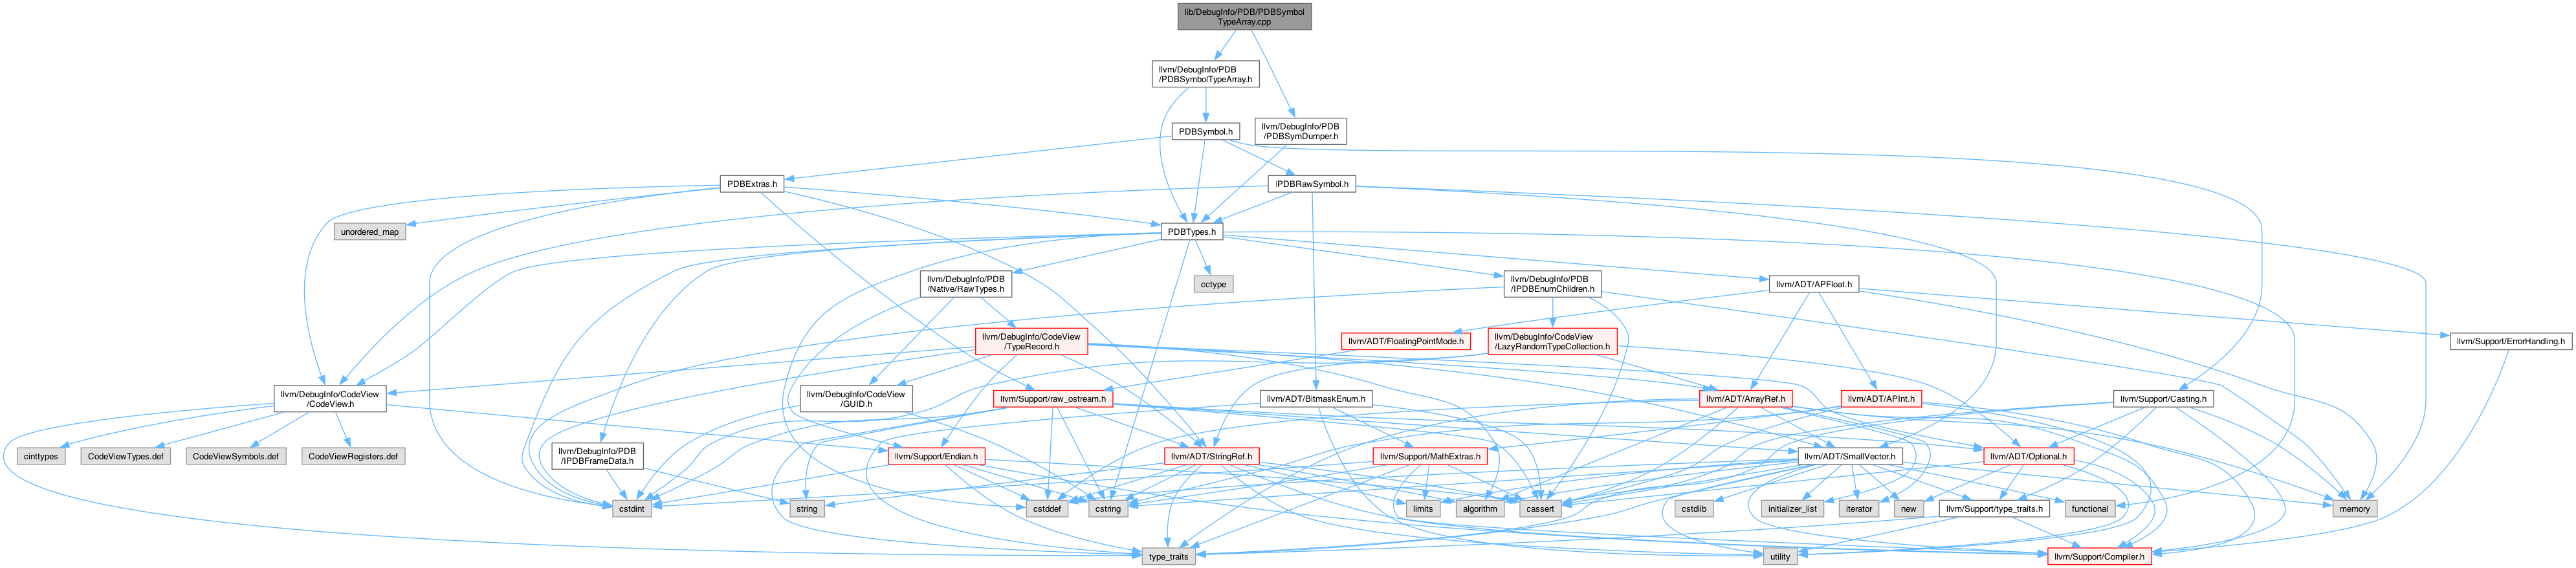 lib/DebugInfo/PDB/PDBSymbol
TypeArray.cpp
llvm/DebugInfo/PDB
/PDBSymbolTypeArray.h
PDBSymbol.h
llvm/DebugInfo/PDB
/PDBSymDumper.h
PDBExtras.h
IPDBRawSymbol.h
unordered_map
PDBTypes.h
llvm/DebugInfo/PDB
/Native/RawTypes.h
cctype
llvm/DebugInfo/PDB
/IPDBEnumChildren.h
llvm/ADT/APFloat.h
llvm/DebugInfo/CodeView
/TypeRecord.h
llvm/ADT/FloatingPointMode.h
llvm/DebugInfo/CodeView
/LazyRandomTypeCollection.h
llvm/Support/ErrorHandling.h
llvm/DebugInfo/CodeView
/CodeView.h
llvm/DebugInfo/CodeView
/GUID.h
llvm/Support/raw_ostream.h
llvm/ADT/BitmaskEnum.h
llvm/ADT/ArrayRef.h
llvm/ADT/APInt.h
llvm/Support/Casting.h
cinttypes
CodeViewTypes.def
CodeViewSymbols.def
CodeViewRegisters.def
llvm/DebugInfo/PDB
/IPDBFrameData.h
llvm/Support/Endian.h
llvm/ADT/StringRef.h
llvm/Support/MathExtras.h
llvm/ADT/SmallVector.h
llvm/ADT/Optional.h
cstdint
string
cstddef
cstring
limits
algorithm
cassert
cstdlib
initializer_list
iterator
new
llvm/Support/type_traits.h
functional
memory
type_traits
utility
llvm/Support/Compiler.h